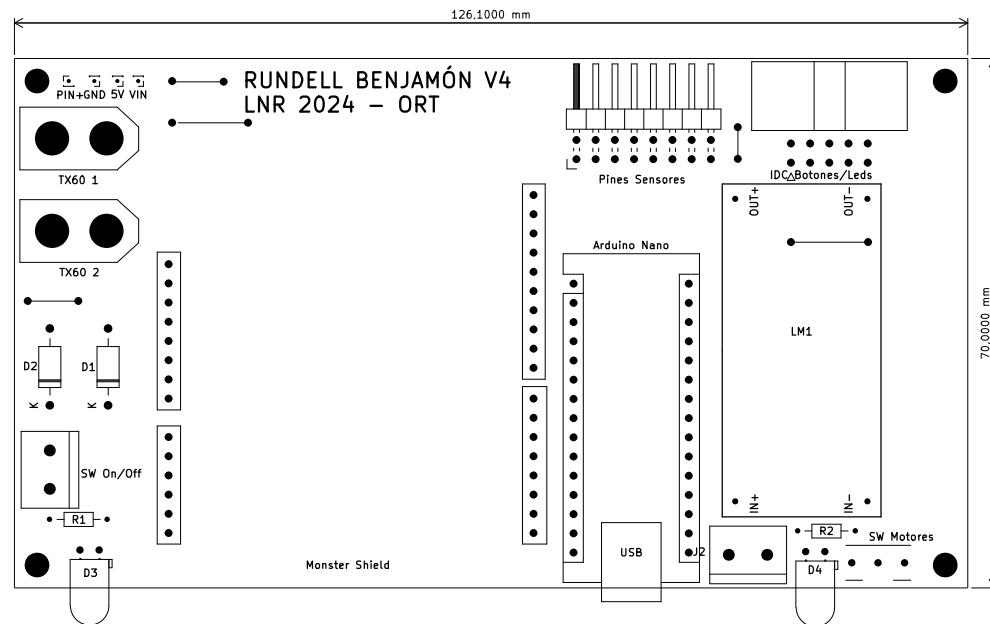 126,1000 mm
RUNDELL BENJAMÓN V4
LNR 2024 – ORT
PIN+ GND 5V VIN
TX60 1
Pines Sensores
IDC Botones/Leds
OUT+
OUT-
TX60 2
Arduino Nano
LM1
70,0000 mm
D2
D1
K
K
SW On/Off
R1
IN+
IN-
R2
SW Motores
USB
J2
D3
D4
Monster Shield